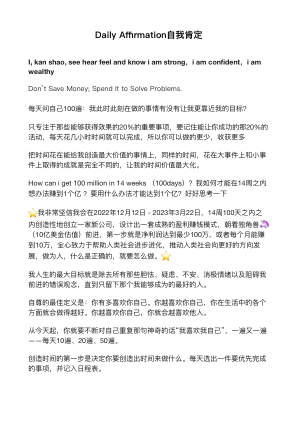 Daily Affirmation自我肯定
I, kan shao, see hear feel and know i am strong，i am confident，i am
wealthy
Don't Save Money; Spend It to Solve Problems.
每天问自己100遍：我此时此刻在做的事情有没有让我更靠近我的目标？
只专注于那些能够获得效果的20%的重要事项，要记住能让你成功的那20%的
活动，每天花几小时时间就可以完成，所以你可以做的更少，收获更多
把时间花在能给我创造最大价值的事情上，同样的时间，花在大事件上和小事
件上取得的成就是完全不同的，让我的时间价值最大化。
How can i get 100 million in 14 weeks （100days）？我如何才能在14周之内
想办法赚到1个亿 ？要用什么办法才能达到1个亿？好好思考一下
⭐我非常坚信我会在2022年12月12日 - 2023年3月22日，14周100天之内之
内创造性地创立一家新公司，设计出一套成熟的盈利赚钱模式，朝着独角兽🦄
（10亿美金估值）前进，第一步就是净利润达到最少100万，或者每个月能赚
到10万，全心致力于帮助人类社会进步进化，推动人类社会向更好的方向发
展，做为人，什么是正确的，就要怎么做。⭐
我人生的最大目标就是除去所有那些胆怯、疑虑、不安、消极情绪以及阻碍我
前进的错误观念，直到只留下那个我能够成为的最好的人。
自尊的最佳定义是：你有多喜欢你自己。你越喜欢你自己，你在生活中的各个
方面就会做得越好。你越喜欢你自己，你就会越喜欢他人。
从今天起，你就要不断对自己重复那句神奇的话“我喜欢我自己”，一遍又一遍
——每天10遍、20遍、50遍。
创造时间的第一步是决定你要创造出时间来做什么。每天选出一件要优先完成
的事项，并记入日程表。